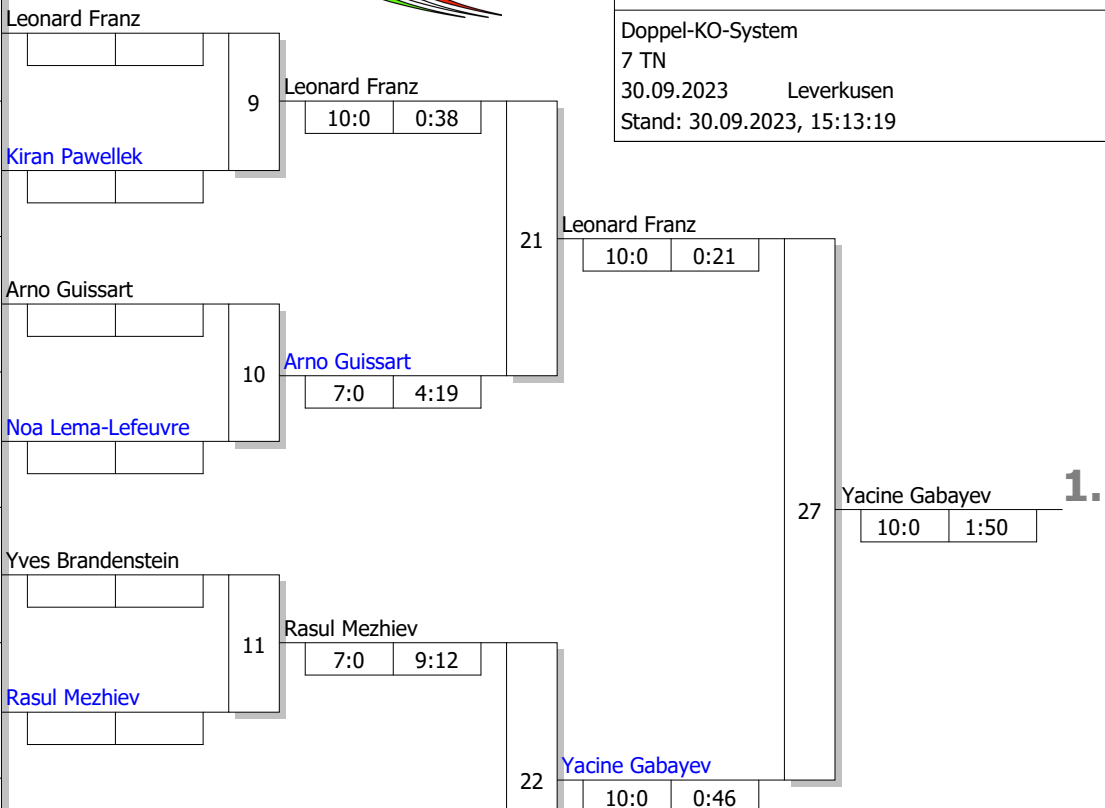 Doppel-KO-System
7 TN
30.09.2023 Leverkusen
Stand: 30.09.2023, 15:13:19
Leonard Franz
9
Leonard Franz
10:0 0:38
Kiran Pawellek
21
Leonard Franz
10:0 0:21
Arno Guissart
10
Arno Guissart
7:0 4:19
Noa Lema-Lefeuvre
27
Yacine Gabayev
1.
10:0 1:50
Yves Brandenstein
11
Rasul Mezhiev
7:0 9:12
Rasul Mezhiev
22
Yacine Gabayev
10:0 0:46